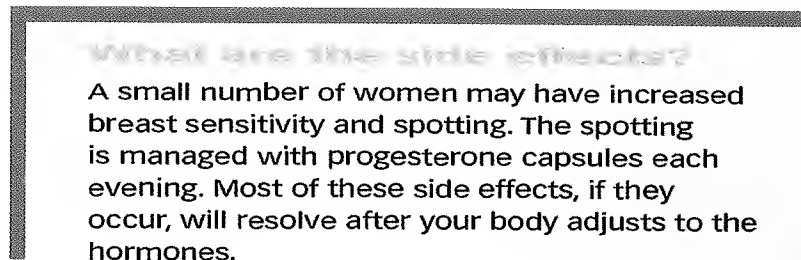 What are the side effects?
A small number of women may have increased
breast sensitivity and spotting. The spotting
is managed with progesterone capsules each
evening. Most of these side effects, if they
occur, will resolve after your body adjusts to the
hormones.